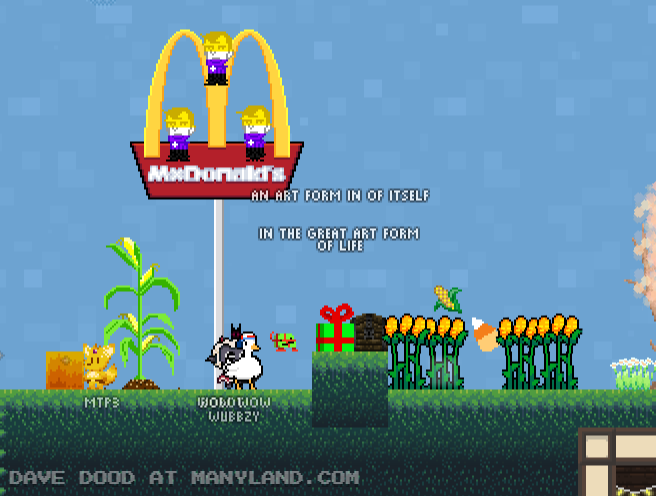 MxDonald's
AN ART FORM IN OF ITSELF
IN THE GREAT ART FORM
OF LIFE
MTP3
WUBBZY
DAVE DOOD AT MANYLAND.COM